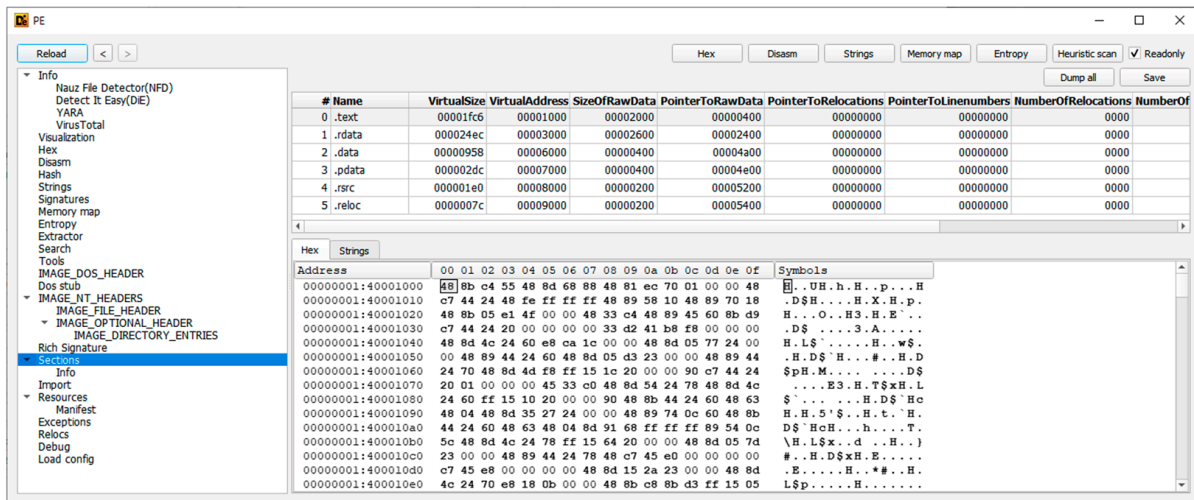 PE
Reload < > Hex Disasm Strings Memory map Entropy Heuristic scan Readonly
Dump all Save
Info
Nauz File Detector(NFD)
Detect It Easy(DiE)
YARA
VirusTotal
Visualization
Hex
Disasm
Hash
Strings
Signatures
Memory map
Entropy
Extractor
Search
Tools
IMAGE_DOS_HEADER
Dos stub
IMAGE_NT_HEADERS
IMAGE_FILE_HEADER
IMAGE_OPTIONAL_HEADER
IMAGE_DIRECTORY_ENTRIES
Rich Signature
Sections
Info
Import
Resources
Manifest
Exceptions
Relocs
Debug
Load config
# Name VirtualSize VirtualAddress SizeOfRawData PointerToRawData PointerToRelocations PointerToLinenumbers NumberOfRelocations NumberOf
0 .text 00001fc6 00001000 00002000 00000400 00000000 00000000 0000
1 .rdata 000024ec 00003000 00002600 00002400 00000000 00000000 0000
2 .data 00000958 00006000 00000400 00004a00 00000000 00000000 0000
3 .pdata 000002dc 00007000 00000400 00004e00 00000000 00000000 0000
4 .rsrc 000001e0 00008000 00000200 00005200 00000000 00000000 0000
5 .reloc 0000007c 00009000 00000200 00005400 00000000 00000000 0000
Hex Strings
Address 00 01 02 03 04 05 06 07 08 09 0a 0b 0c 0d 0e 0f Symbols
00000001:40001000 48 8b c4 55 48 8d 68 88 48 81 ec 70 01 00 00 48 H..UH.h.H..p...H
00000001:40001010 c7 44 24 48 fe ff ff ff 48 89 58 10 48 89 70 18 .D$H....H.X.H.p.
00000001:40001020 48 8b 05 e1 4f 00 00 48 33 c4 48 89 45 60 8b d9 H...O..H3.H.E`..
00000001:40001030 c7 44 24 20 00 00 00 00 33 d2 41 b8 f8 00 00 00 .D$ ....3.A.....
00000001:40001040 48 8d 4c 24 60 e8 ca 1c 00 00 48 8d 05 77 24 00 H.L$`.....H..w$.
00000001:40001050 00 48 89 44 24 60 48 8d 05 d3 23 00 00 48 89 44 .H.D$`H...#..H.D
00000001:40001060 24 70 48 8d 4d f8 ff 15 1c 20 00 00 90 c7 44 24 $pH.M.... ....D$
00000001:40001070 20 01 00 00 00 45 33 c0 48 8d 54 24 78 48 8d 4c ....E3.H.T$xH.L
00000001:40001080 24 60 ff 15 10 20 00 00 90 48 8b 44 24 60 48 63 $`... ...H.D$`Hc
00000001:40001090 48 04 48 8d 35 27 24 00 00 48 89 74 0c 60 48 8b H.H.5'$..H.t.`H.
00000001:400010a0 44 24 60 48 63 48 04 8d 91 68 ff ff ff 89 54 0c D$`HcH...h....T.
00000001:400010b0 5c 48 8d 4c 24 78 ff 15 64 20 00 00 48 8d 05 7d \H.L$x..d ..H..}
00000001:400010c0 23 00 00 48 89 44 24 78 48 c7 45 e0 00 00 00 00 #..H.D$xH.E.....
00000001:400010d0 c7 45 e8 00 00 00 00 48 8d 15 2a 23 00 00 48 8d .E.....H..*#..H.
00000001:400010e0 4c 24 70 e8 18 0b 00 00 48 8b c8 8b d3 ff 15 05 L$p.....H.......